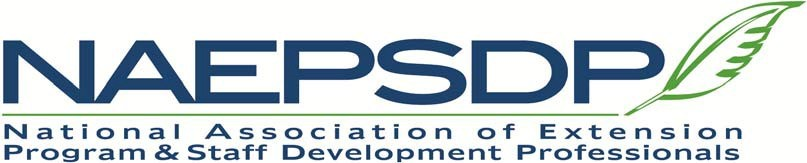 NAEPSDP
National Association of Extension
Program & Staff Development Professionals